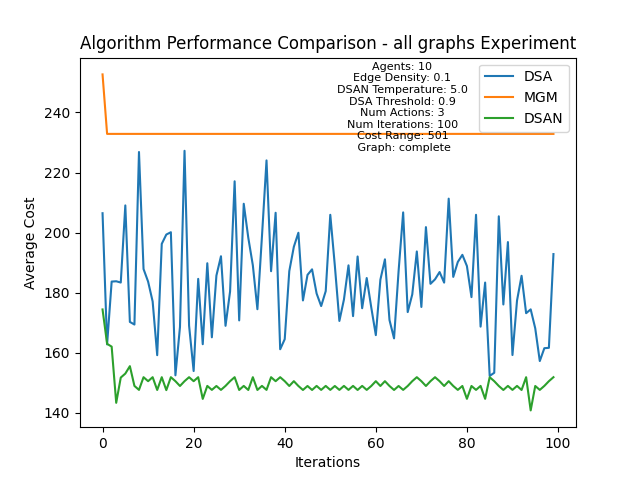 Algorithm Performance Comparison - all graphs Experiment
Agents: 10
Edge Density: 0.1
DSAN Temperature: 5.0
DSA Threshold: 0.9
Num Actions: 3
Num Iterations: 100
Cost Range: 501
Graph: complete
DSA
MGM
DSAN
Average Cost
240
220
200
180
160
140
0
20
40
60
80
100
Iterations